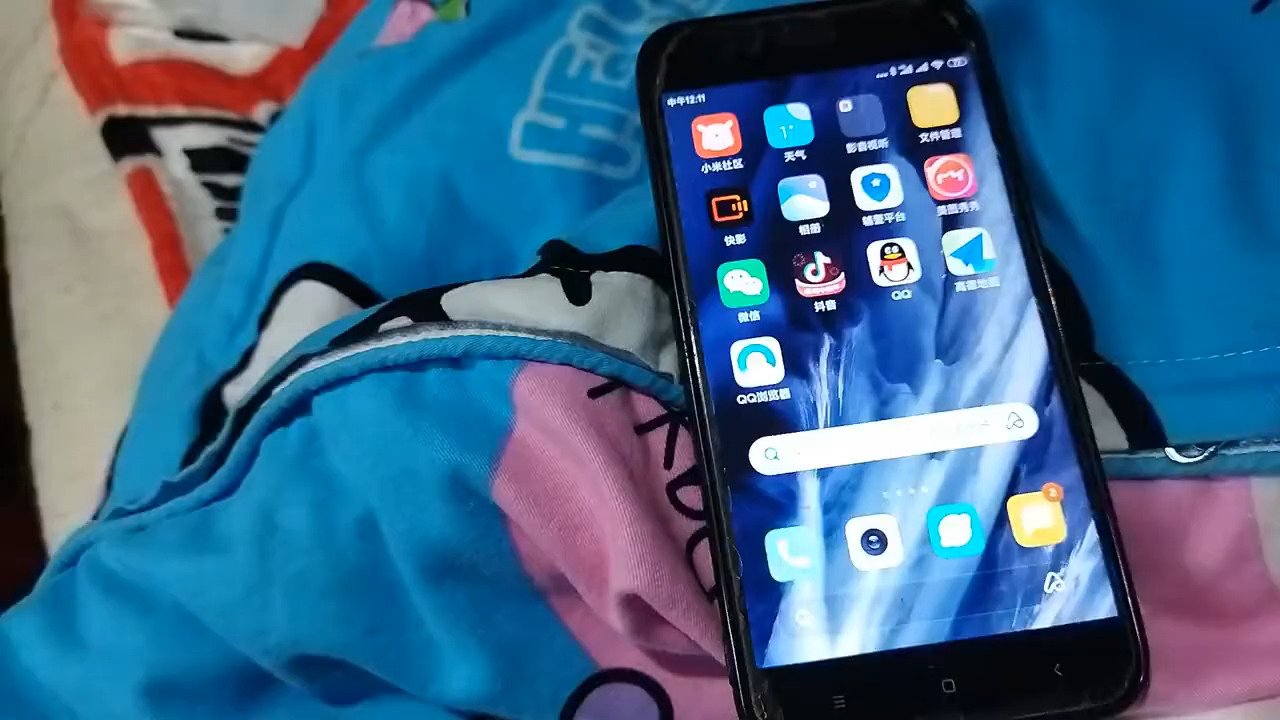 HELL
中午12:11
小米社区
天气
影音视听
文件管理
快影
相册
辅警平台
美图秀秀
微信
抖音
QQ
高德地图
QQ浏览器
2